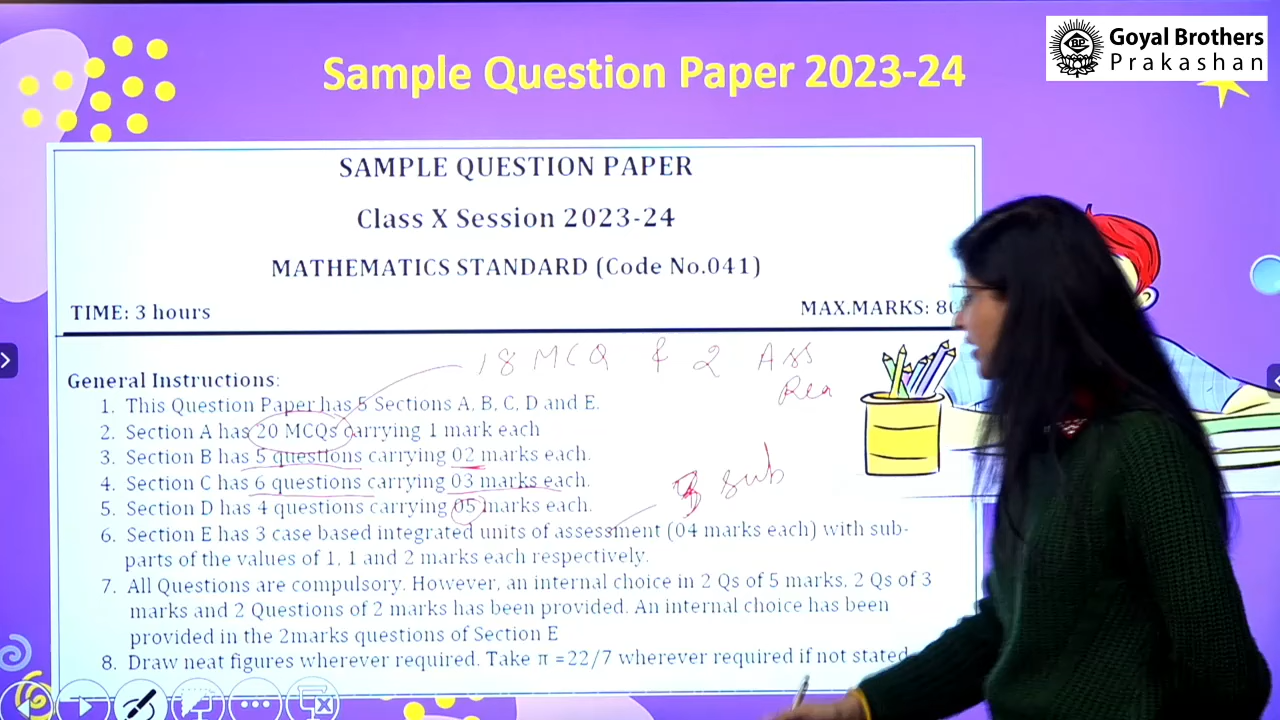 Goyal Brothers
Prakashan
Sample Question Paper 2023-24
SAMPLE QUESTION PAPER
Class X Session 2023-24
MATHEMATICS STANDARD (Code No.041)
TIME: 3 hours MAX.MARKS: 80
18 MCQ & 2 Ass
Rea
General Instructions:
1. This Question Paper has 5 Sections A, B, C, D and E.
2. Section A has 20 MCQs carrying 1 mark each
3. Section B has 5 questions carrying 02 marks each.
4. Section C has 6 questions carrying 03 marks each.
3 sub
5. Section D has 4 questions carrying 05 marks each.
6. Section E has 3 case based integrated units of assessment (04 marks each) with sub-
parts of the values of 1, 1 and 2 marks each respectively.
7. All Questions are compulsory. However, an internal choice in 2 Qs of 5 marks, 2 Qs of 3
marks and 2 Questions of 2 marks has been provided. An internal choice has been
provided in the 2marks questions of Section E
8. Draw neat figures wherever required. Take π =22/7 wherever required if not stated